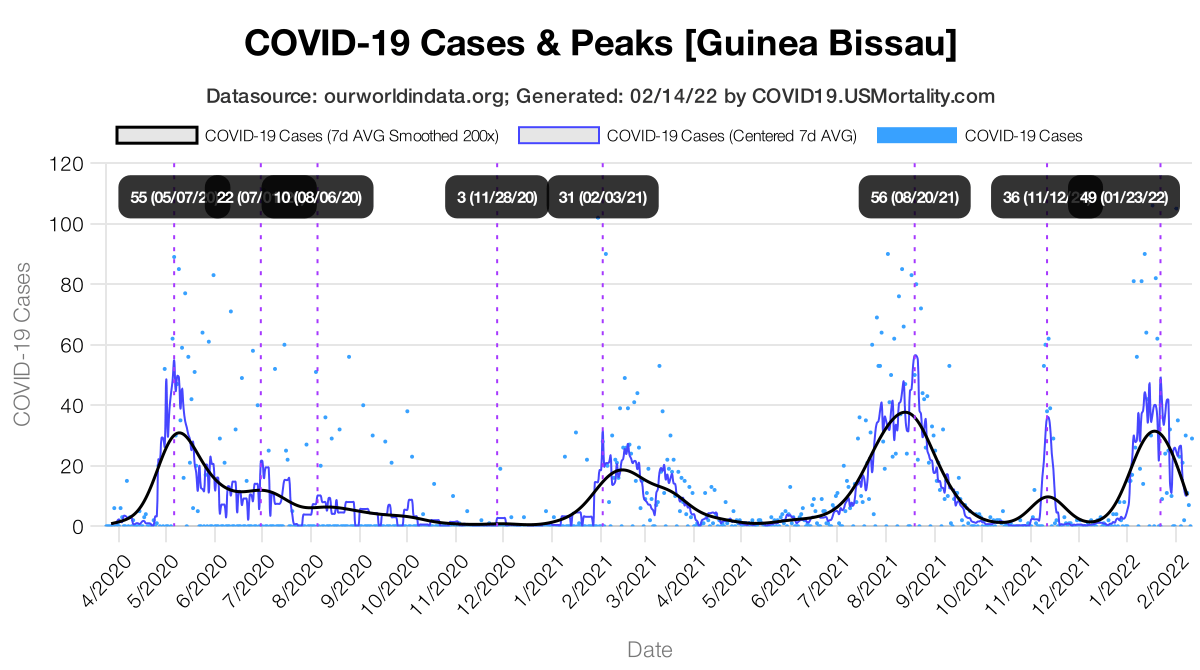 COVID-19 Cases & Peaks [Guinea Bissau]
Datasource: ourworldindata.org; Generated: 02/14/22 by COVID19.USMortality.com
COVID-19 Cases (7d AVG Smoothed 200x) COVID-19 Cases (Centered 7d AVG) COVID-19 Cases
120
55 (05/07/2 22 (07/ 10 (08/06/20) 3 (11/28/20) 31 (02/03/21) 56 (08/20/21) 36 (11/12/ 49 (01/23/22)
100
80
60
40
20
0
COVID-19 Cases
4/2020 5/2020 6/2020 7/2020 8/2020 9/2020 10/2020 11/2020 12/2020 1/2021 2/2021 3/2021 4/2021 5/2021 6/2021 7/2021 8/2021 9/2021 10/2021 11/2021 12/2021 1/2022 2/2022
Date